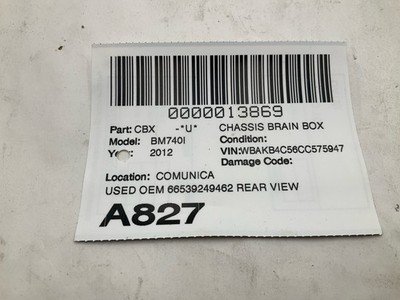 0000013869
Part: CBX -*U* CHASSIS BRAIN BOX
Model: BM740I Condition:
Year: 2012 VIN:WBAKB4C56CC575947
Damage Code:
Location: COMUNICA
USED OEM 66539249462 REAR VIEW
A827